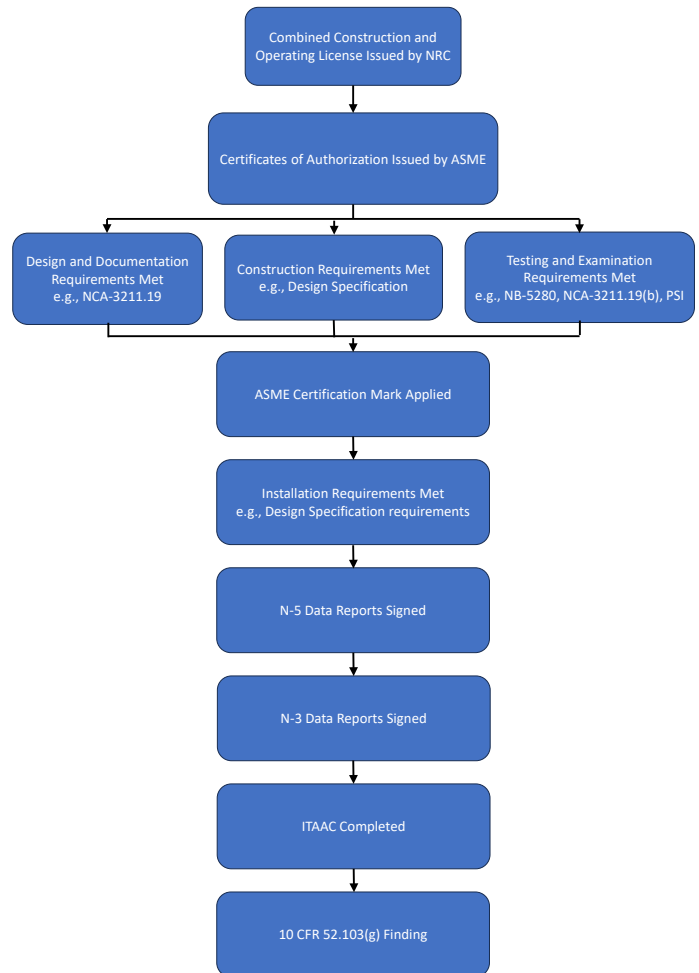 Combined Construction and
Operating License Issued by NRC
Certificates of Authorization Issued by ASME
Design and Documentation
Requirements Met
e.g., NCA-3211.19
Construction Requirements Met
e.g., Design Specification
Testing and Examination
Requirements Met
e.g., NB-5280, NCA-3211.19(b), PSI
ASME Certification Mark Applied
Installation Requirements Met
e.g., Design Specification requirements
N-5 Data Reports Signed
N-3 Data Reports Signed
ITAAC Completed
10 CFR 52.103(g) Finding